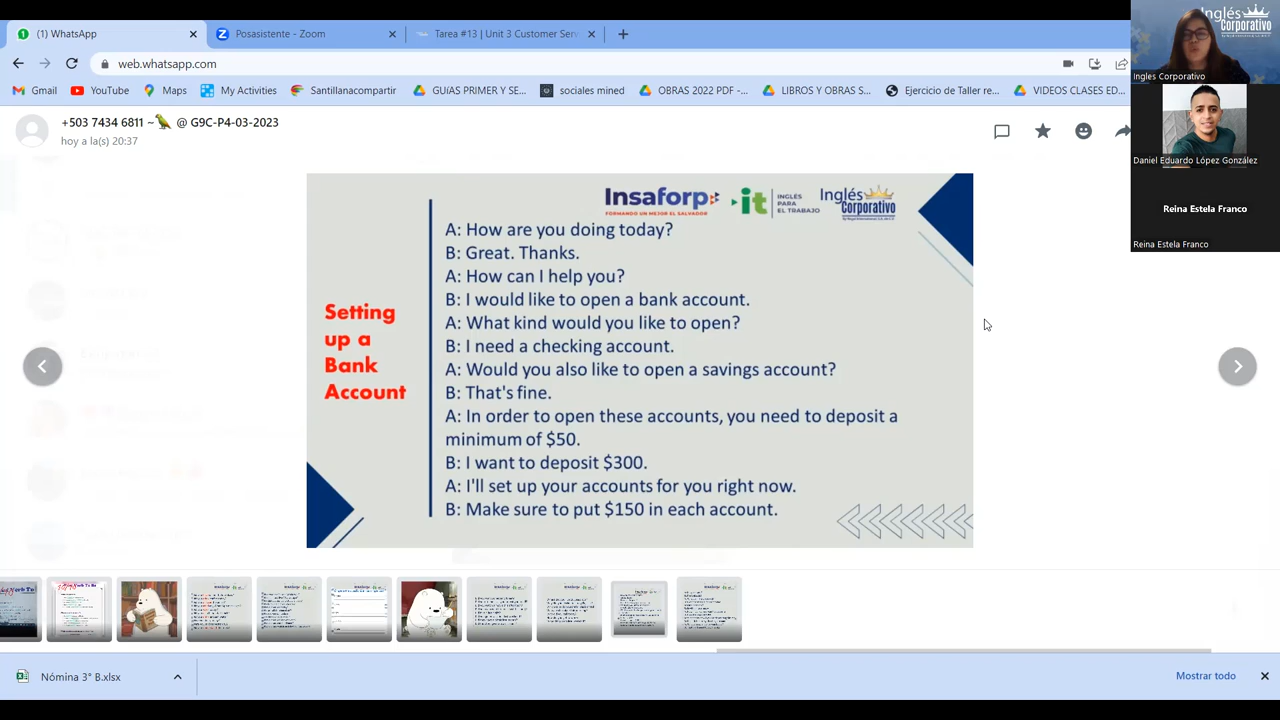 (1) WhatsApp
Posasistente - Zoom
Tarea #13 | Unit 3 Customer Serv
web.whatsapp.com
Gmail
YouTube
Maps
My Activities
Santillanacompartir
GUÍAS PRIMER Y SE...
sociales mined
OBRAS 2022 PDF -...
LIBROS Y OBRAS S...
Ejercicio de Taller re...
VIDEOS CLASES ED...
Inglés
Corporativo
Ingles Corporativo
Daniel Eduardo López González
Reina Estela Franco
Reina Estela Franco
+503 7434 6811 ~ @ G9C-P4-03-2023
hoy a la(s) 20:37
Insaforp
FORMANDO UN MEJOR EL SALVADOR
it
INGLÉS
PARA
EL TRABAJO
Inglés
Corporativo
Setting
up a
Bank
Account
A: How are you doing today?
B: Great. Thanks.
A: How can I help you?
B: I would like to open a bank account.
A: What kind would you like to open?
B: I need a checking account.
A: Would you also like to open a savings account?
B: That's fine.
A: In order to open these accounts, you need to deposit a
minimum of $50.
B: I want to deposit $300.
A: I'll set up your accounts for you right now.
B: Make sure to put $150 in each account.
Nómina 3° B.xlsx
Mostrar todo